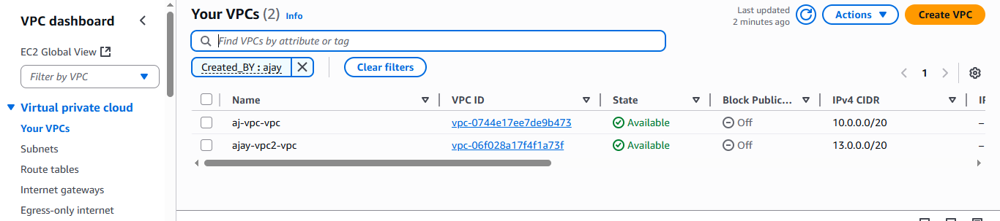 VPC dashboard
EC2 Global View
Filter by VPC
Virtual private cloud
Your VPCs
Subnets
Route tables
Internet gateways
Egress-only internet
Your VPCs (2) Info
Last updated
2 minutes ago
Actions
Create VPC
Find VPCs by attribute or tag
Created_BY : ajay
Clear filters
1
Name VPC ID State Block Public... IPv4 CIDR
aj-vpc-vpc vpc-0744e17ee7de9b473 Available Off 10.0.0.0/20 –
ajay-vpc2-vpc vpc-06f028a17f4f1a73f Available Off 13.0.0.0/20 –